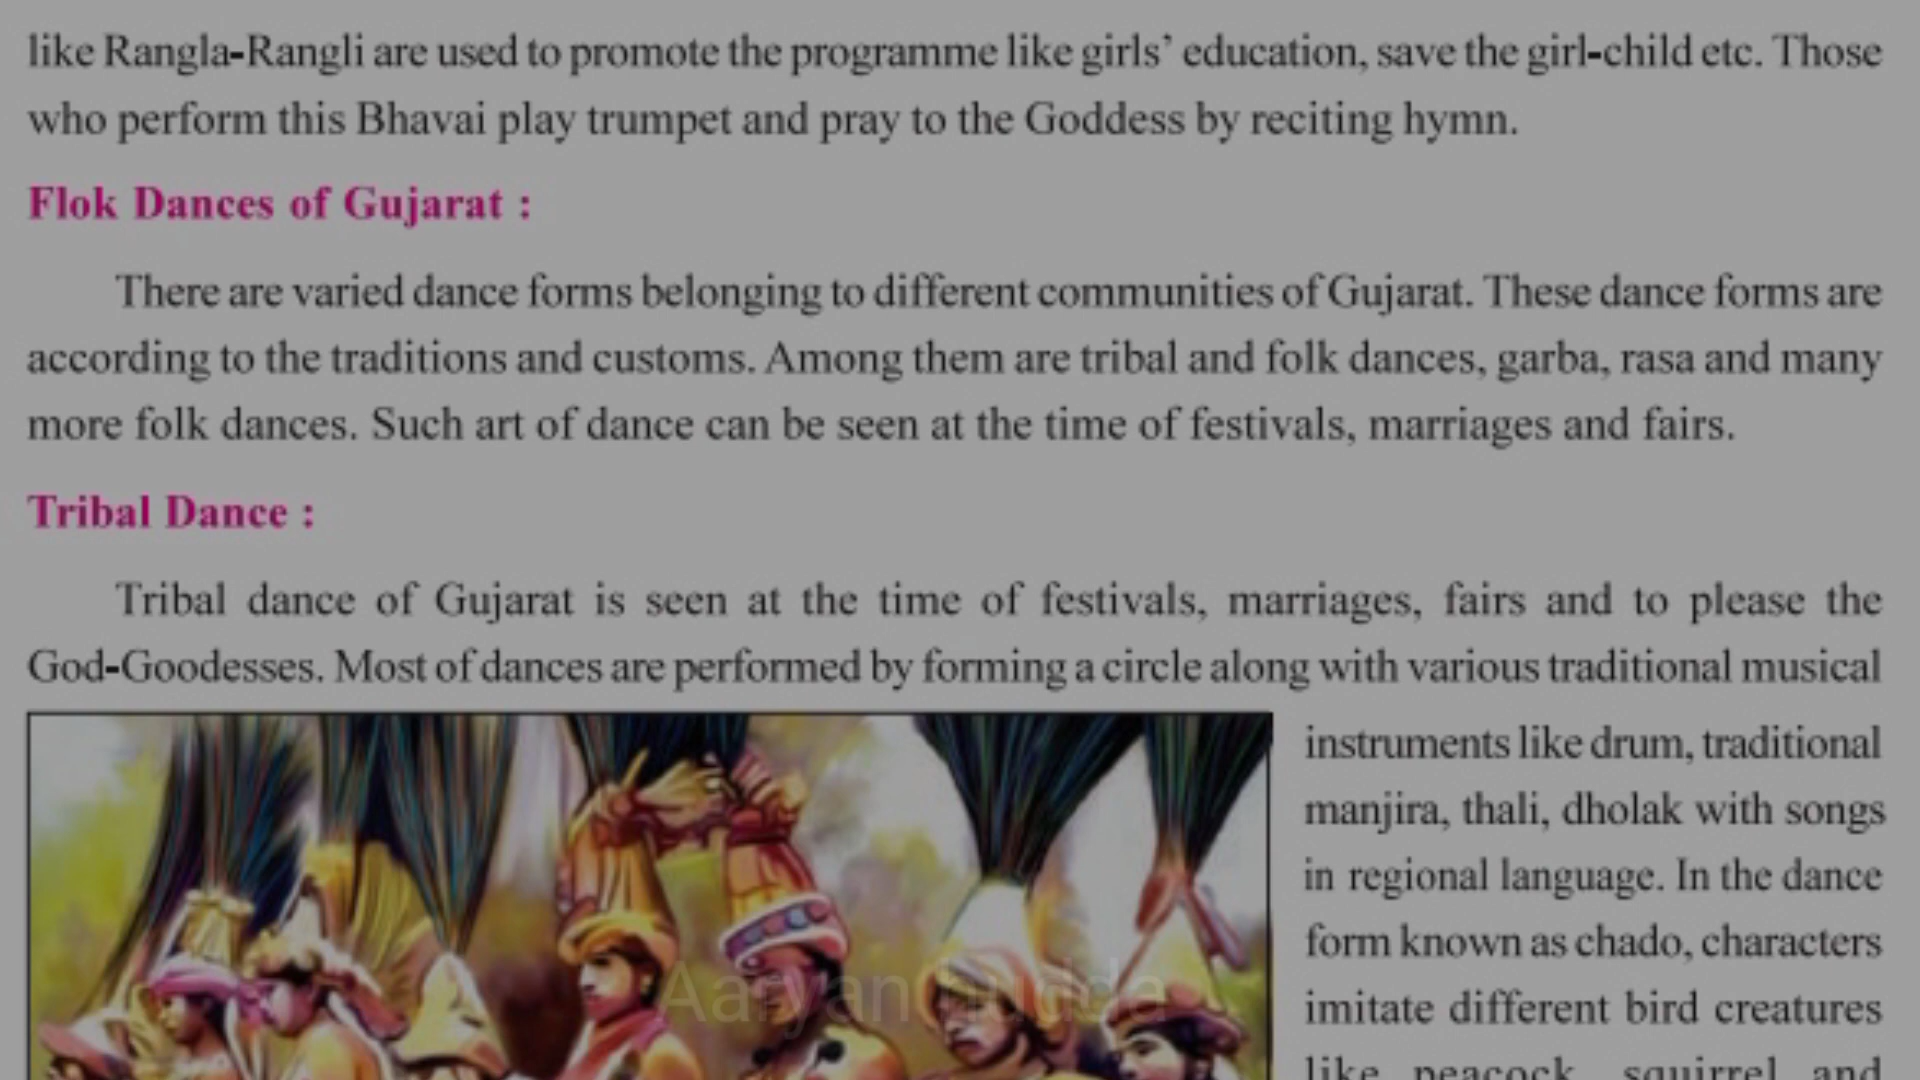 like Rangla-Rangli are used to promote the programme like girls’ education, save the girl-child etc. Those
who perform this Bhavai play trumpet and pray to the Goddess by reciting hymn.
Flok Dances of Gujarat :
There are varied dance forms belonging to different communities of Gujarat. These dance forms are
according to the traditions and customs. Among them are tribal and folk dances, garba, rasa and many
more folk dances. Such art of dance can be seen at the time of festivals, marriages and fairs.
Tribal Dance :
Tribal dance of Gujarat is seen at the time of festivals, marriages, fairs and to please the
God-Goodesses. Most of dances are performed by forming a circle along with various traditional musical
instruments like drum, traditional
manjira, thali, dholak with songs
in regional language. In the dance
form known as chado, characters
imitate different bird creatures
like peacock, squirrel and